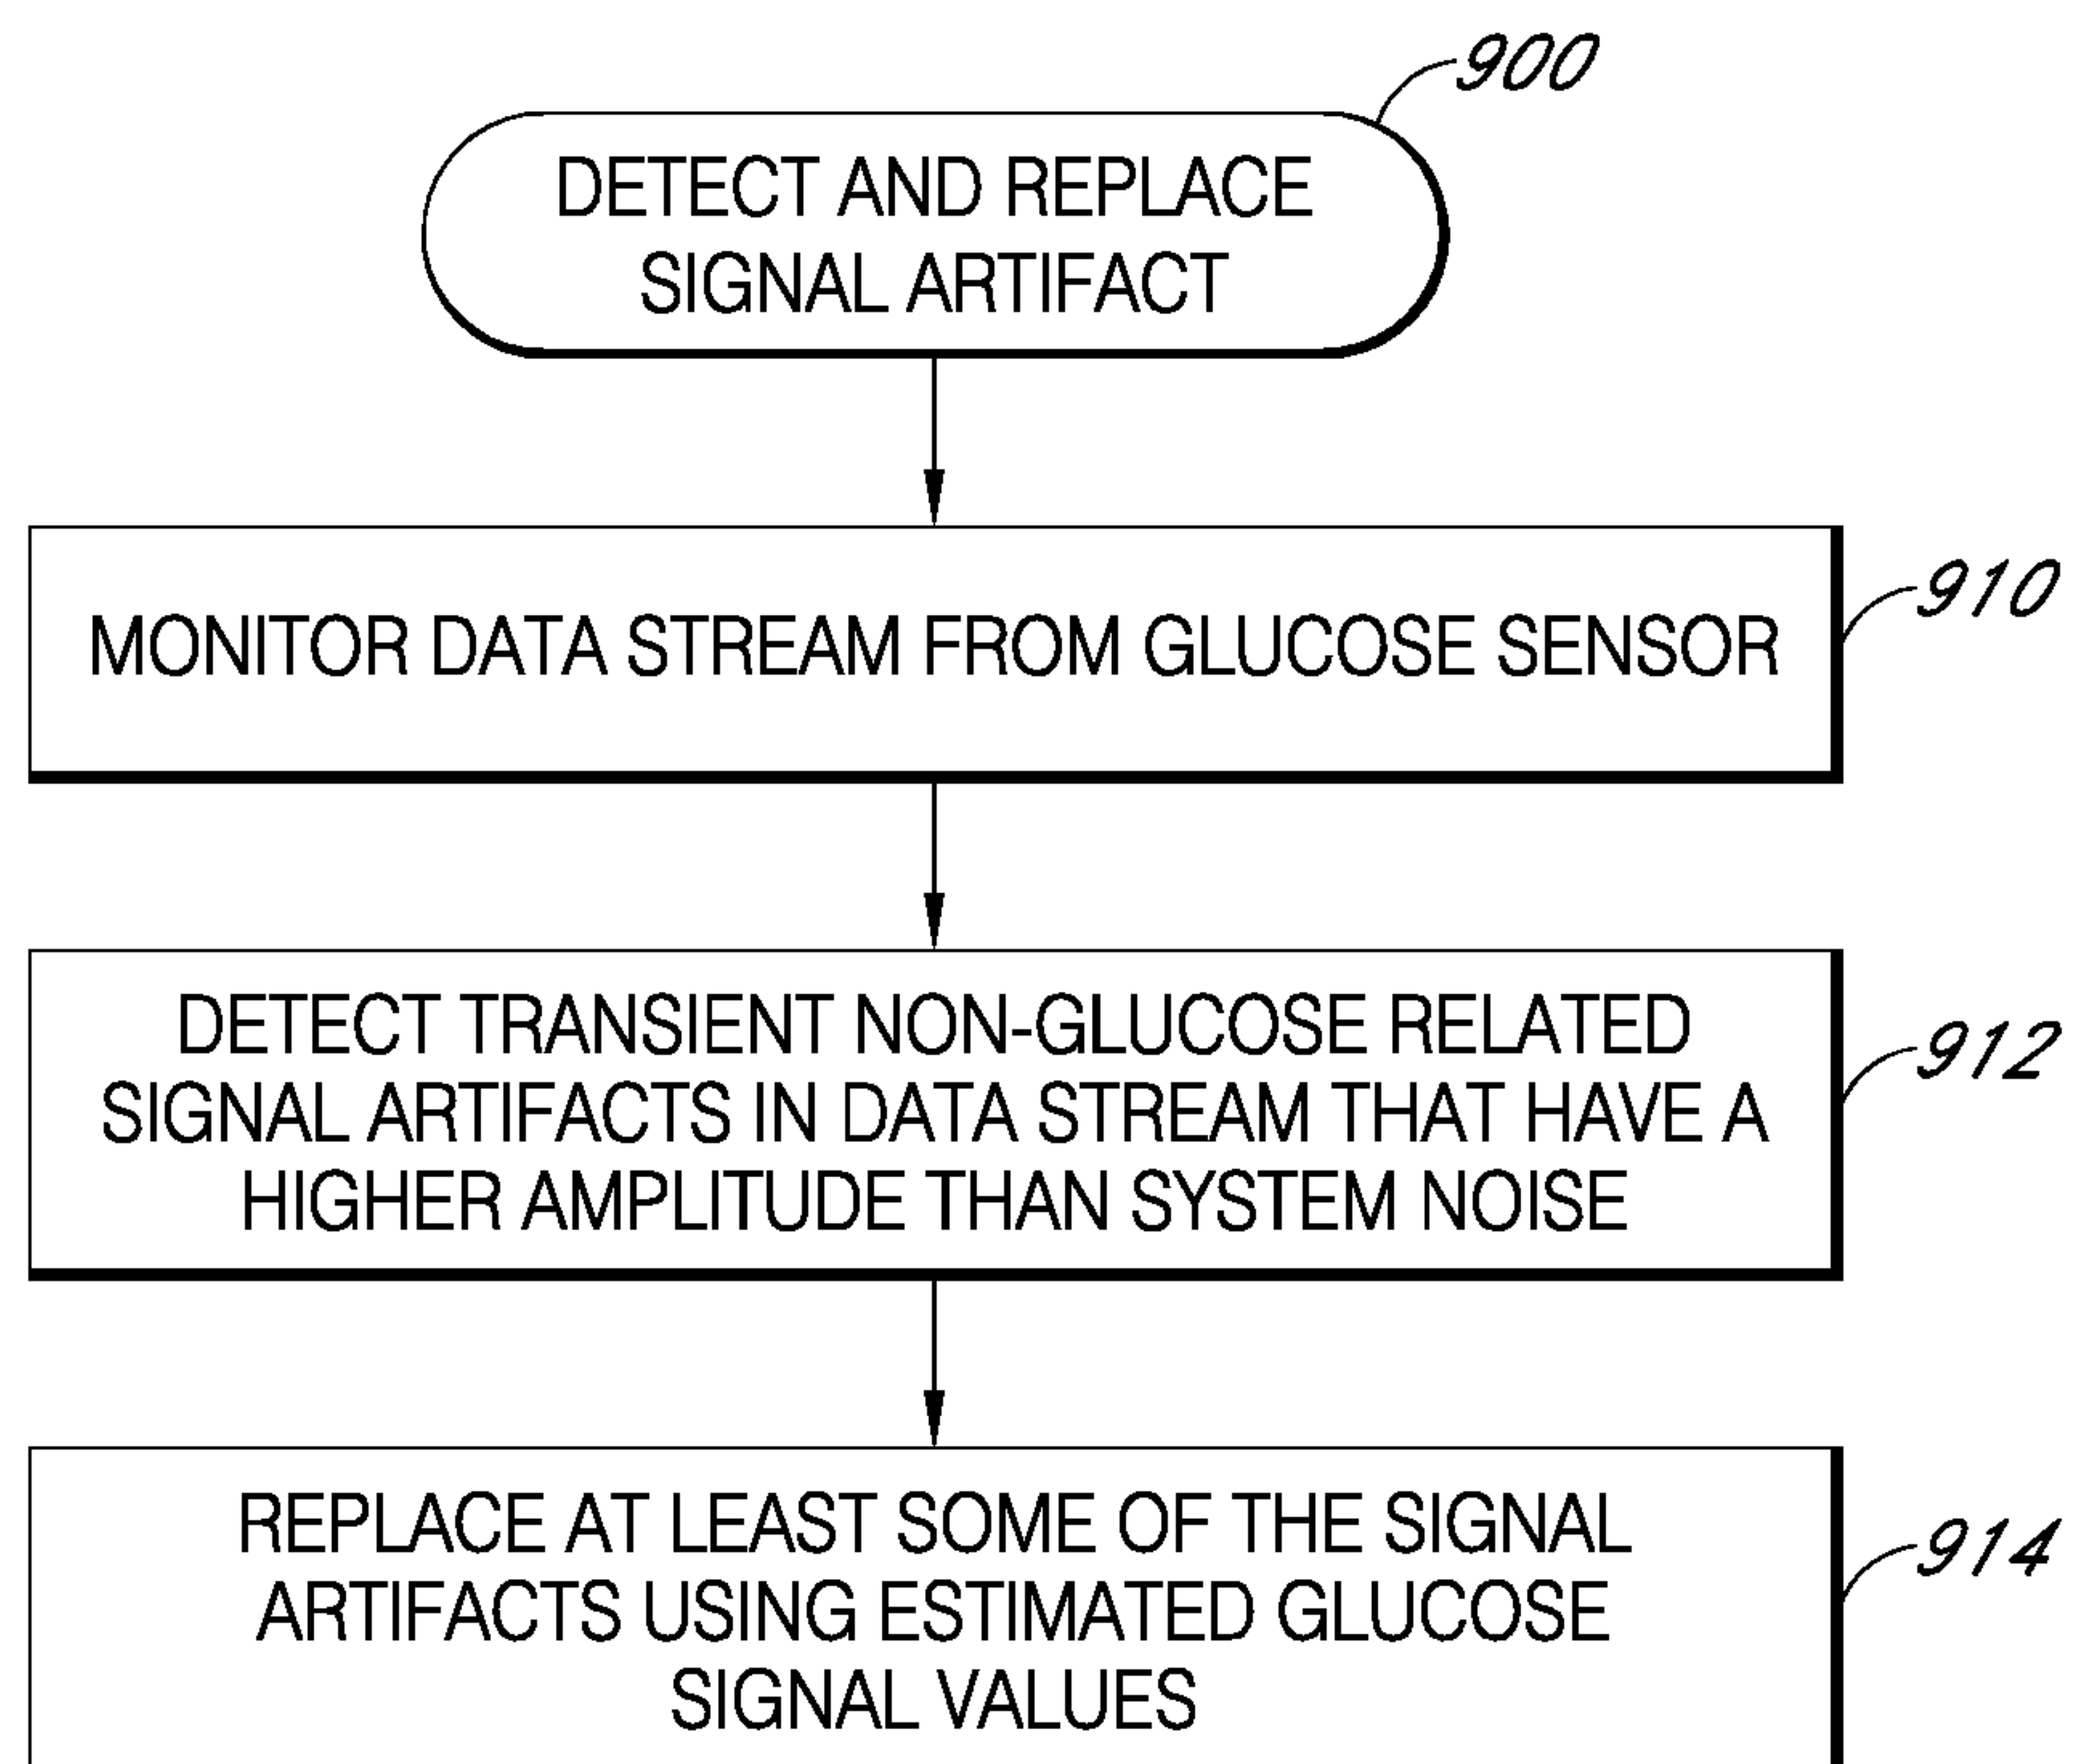 900
DETECT AND REPLACE
SIGNAL ARTIFACT
MONITOR DATA STREAM FROM GLUCOSE SENSOR
910
DETECT TRANSIENT NON-GLUCOSE RELATED
SIGNAL ARTIFACTS IN DATA STREAM THAT HAVE A
HIGHER AMPLITUDE THAN SYSTEM NOISE
912
REPLACE AT LEAST SOME OF THE SIGNAL
ARTIFACTS USING ESTIMATED GLUCOSE
SIGNAL VALUES
914